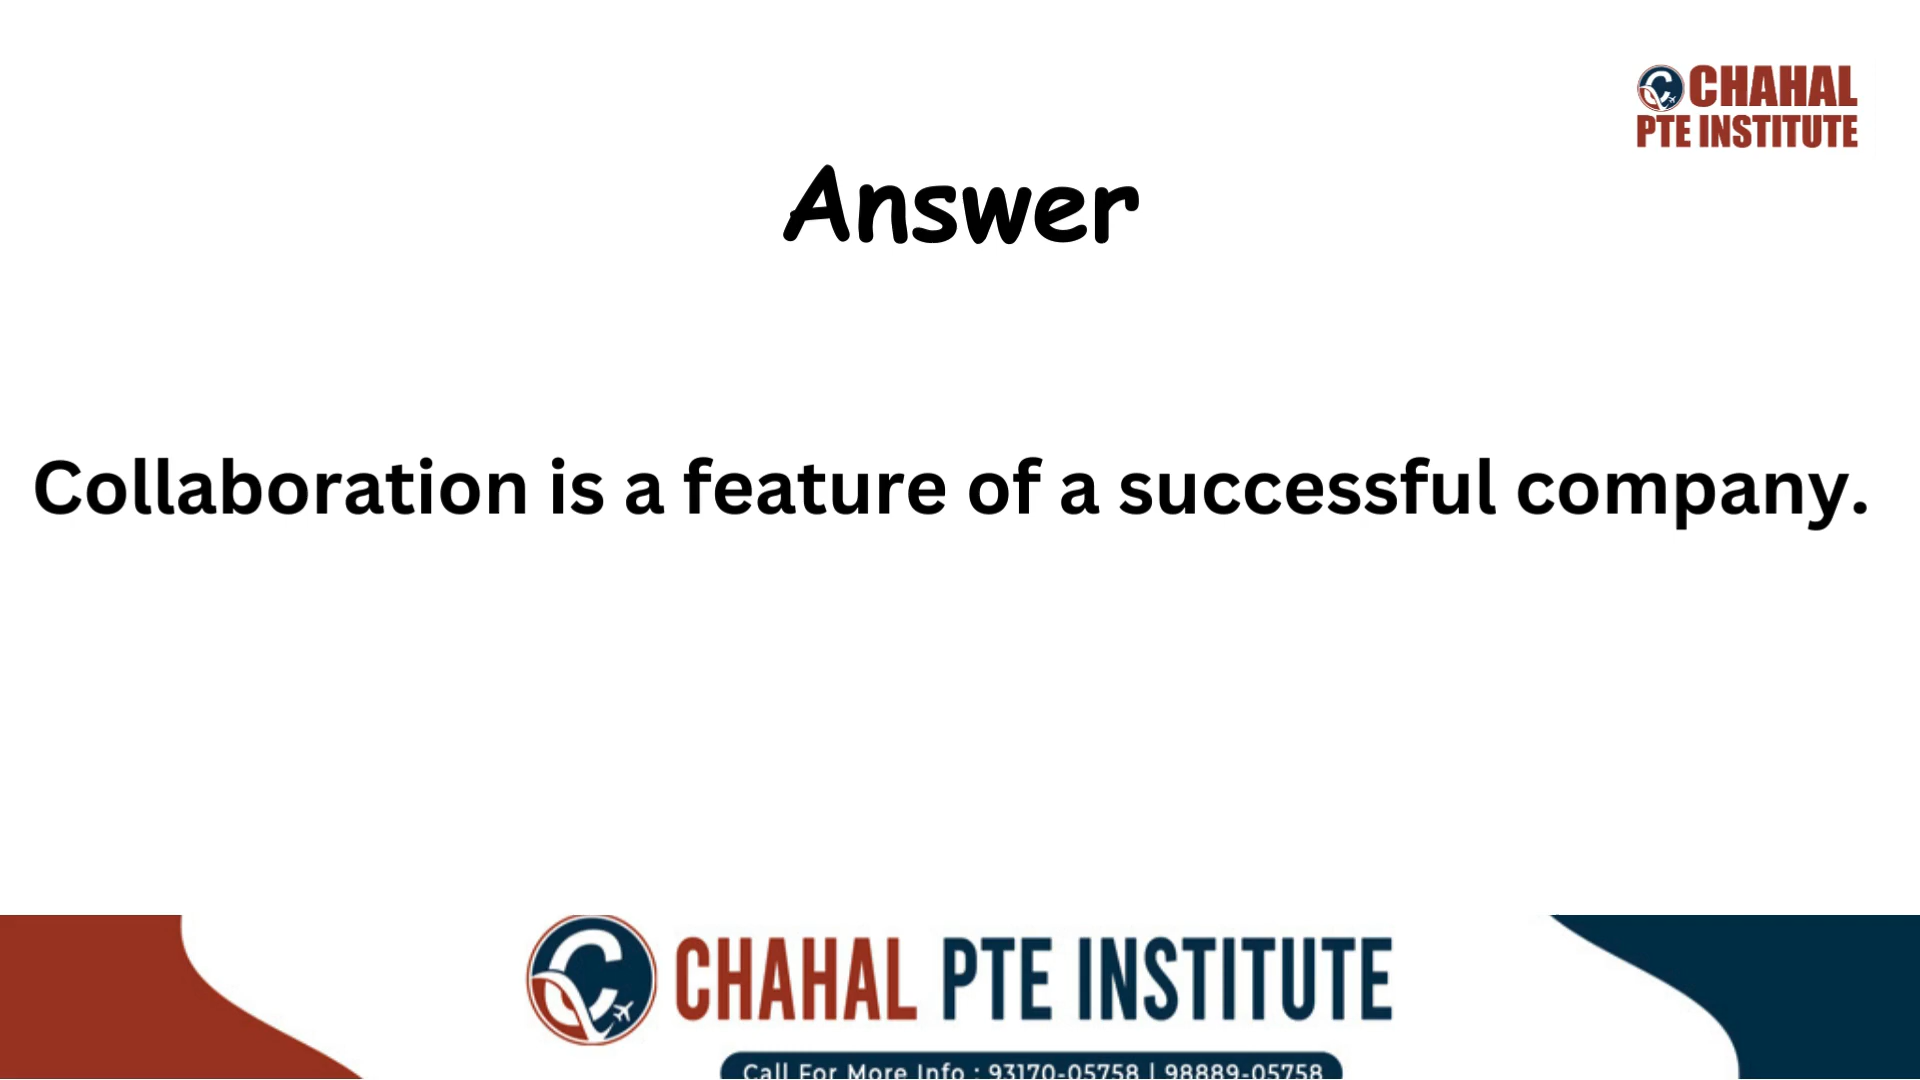 CHAHAL
PTE INSTITUTE
Answer
Collaboration is a feature of a successful company.
CHAHAL PTE INSTITUTE
Call For More Info : 93170-05758 | 98889-05758